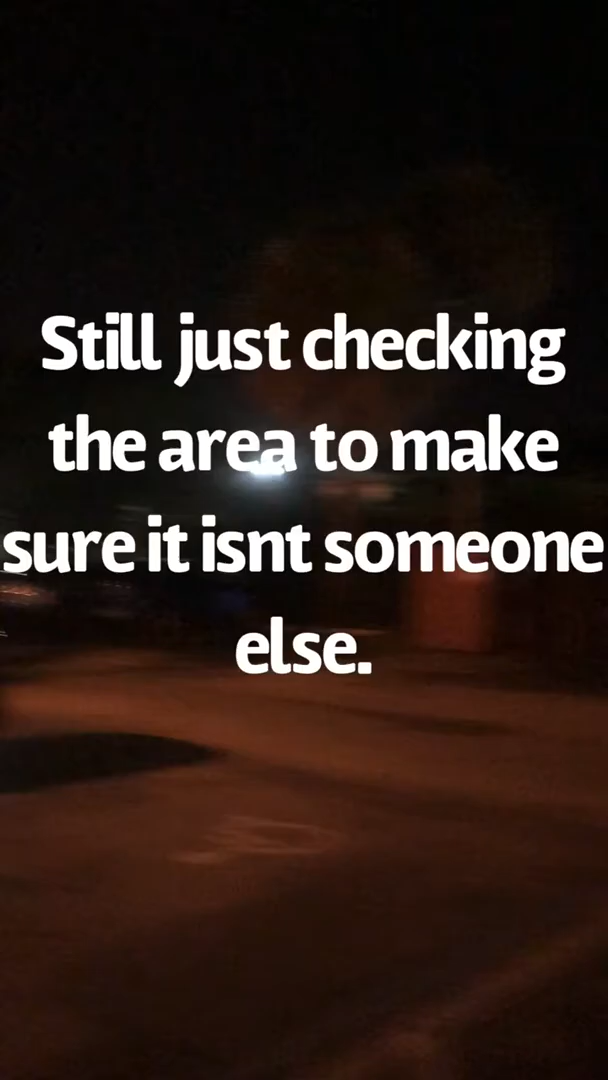 Still just checking
the area to make
sure it isnt someone
else.